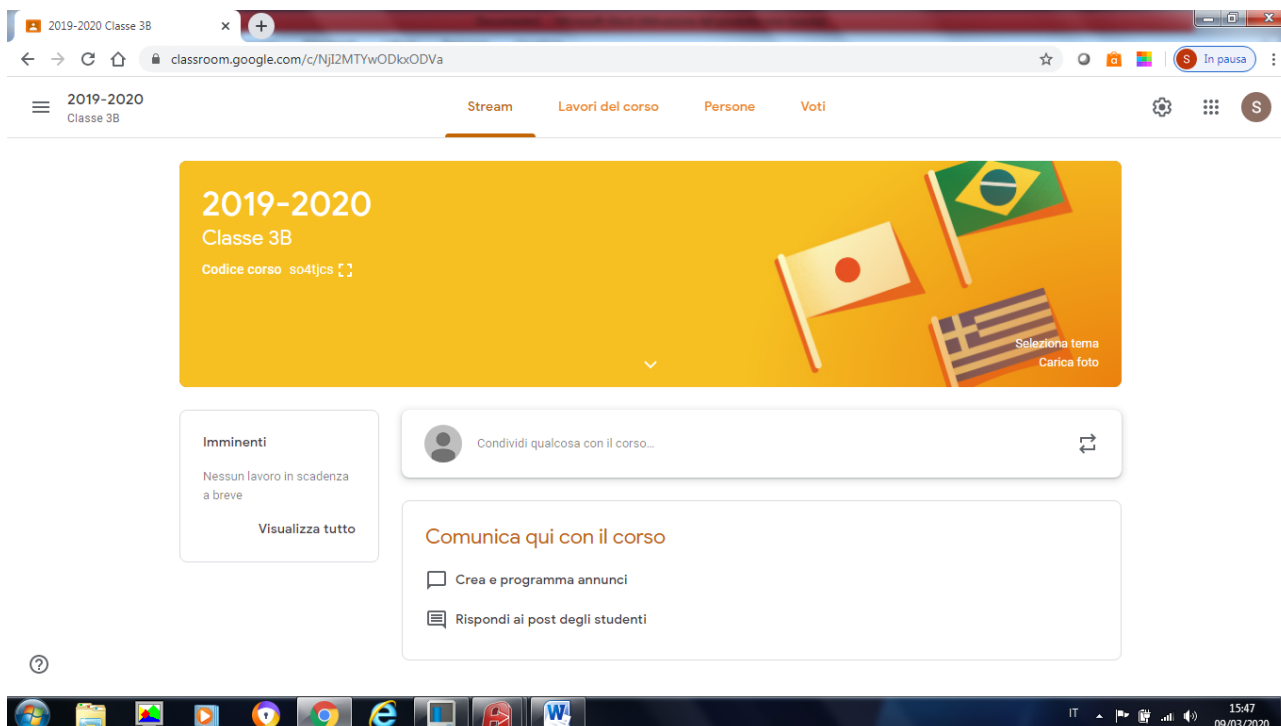 2019-2020 Classe 3B
classroom.google.com/c/NjI2MTYwODkxODVa
S In pausa
2019-2020
Classe 3B
Stream Lavori del corso Persone Voti
S
2019-2020
Classe 3B
Codice corso so4tjcs
Seleziona tema
Carica foto
Imminenti
Nessun lavoro in scadenza
a breve
Visualizza tutto
Condividi qualcosa con il corso…
Comunica qui con il corso
Crea e programma annunci
Rispondi ai post degli studenti
IT
15:47